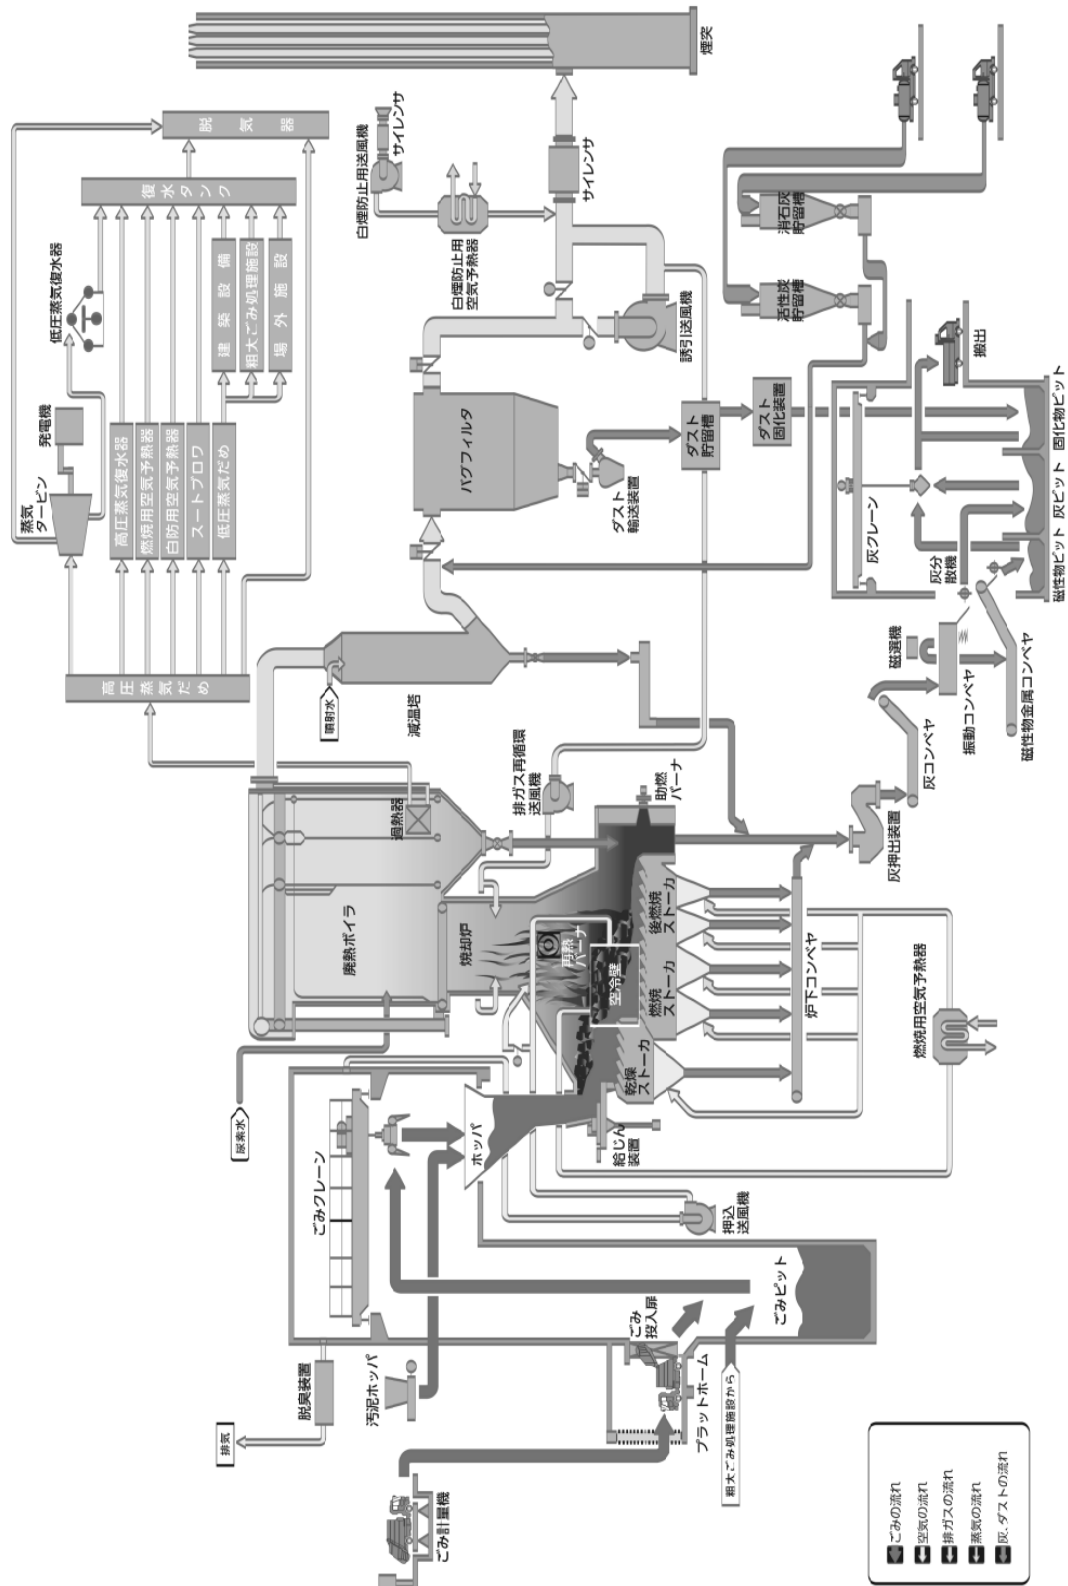 ごみ計量機
排気
脱臭装置
汚泥ホッパ
プラットホーム
粗大ごみ処理施設から
ごみ
投入扉
ごみピット
ごみクレーン
尿素水
ホッパ
給じん
装置
押込
送風機
乾燥
ストーカ
燃焼
ストーカ
後燃焼
ストーカ
空冷壁
再熱
バーナ
焼却炉
廃熱ボイラ
過熱器
助燃
バーナ
炉下コンベヤ
燃焼用空気予熱器
排ガス再循環
送風機
灰押出装置
灰コンベヤ
振動コンベヤ
磁選機
磁性物金属コンベヤ
灰分
散機
灰クレーン
磁性物ピット
灰ピット
固化物ピット
搬出
噴射水
減温塔
高圧蒸気だめ
蒸気
タービン
発電機
低圧蒸気復水器
高圧蒸気復水器
燃焼用空気予熱器
白防用空気予熱器
スートブロワ
低圧蒸気だめ
建築設備
粗大ごみ処理施設
場外施設
復水タンク
脱気器
バグフィルタ
ダスト
輸送装置
ダスト
貯留槽
ダスト
固化装置
誘引送風機
白煙防止用
空気予熱器
白煙防止用送風機
サイレンサ
サイレンサ
煙突
活性炭
貯留槽
消石灰
貯留槽
ごみの流れ
空気の流れ
排ガスの流れ
蒸気の流れ
灰、ダストの流れ